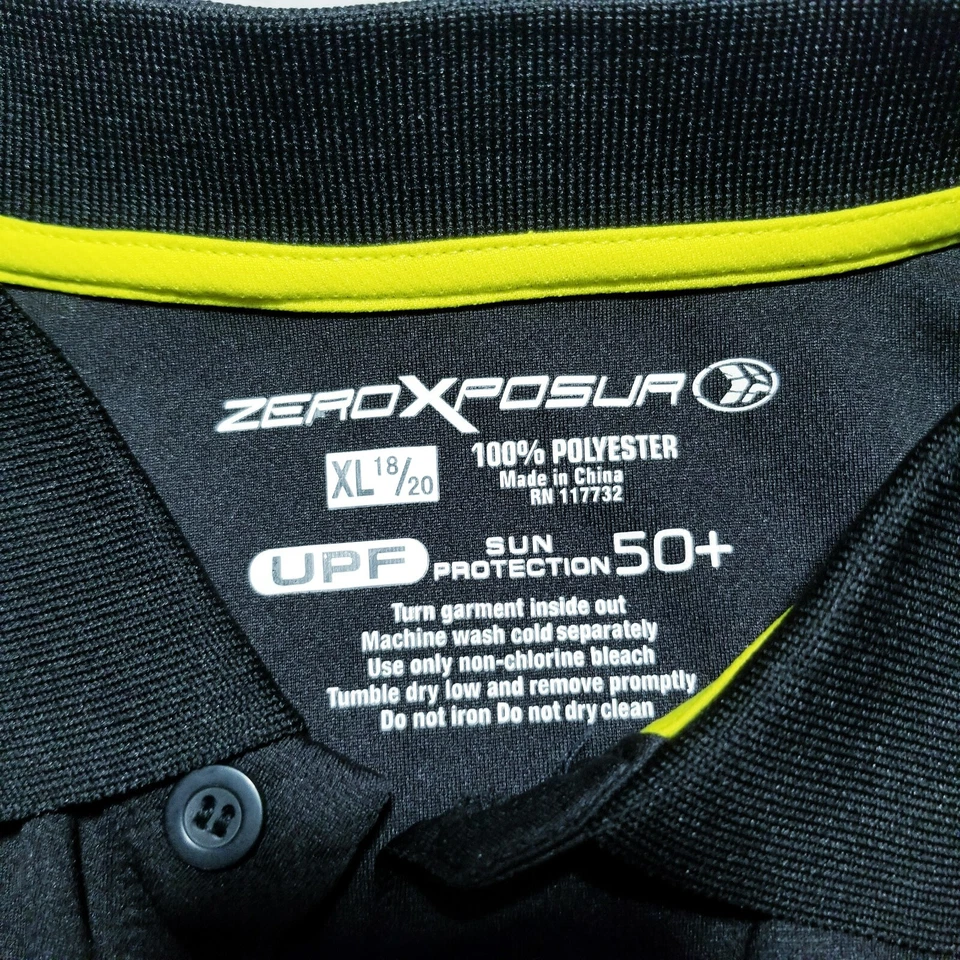 ZEROXPOSUR
XL 18/20
100% POLYESTER
Made in China
RN 117732
UPF SUN PROTECTION 50+
Turn garment inside out
Machine wash cold separately
Use only non-chlorine bleach
Tumble dry low and remove promptly
Do not iron Do not dry clean